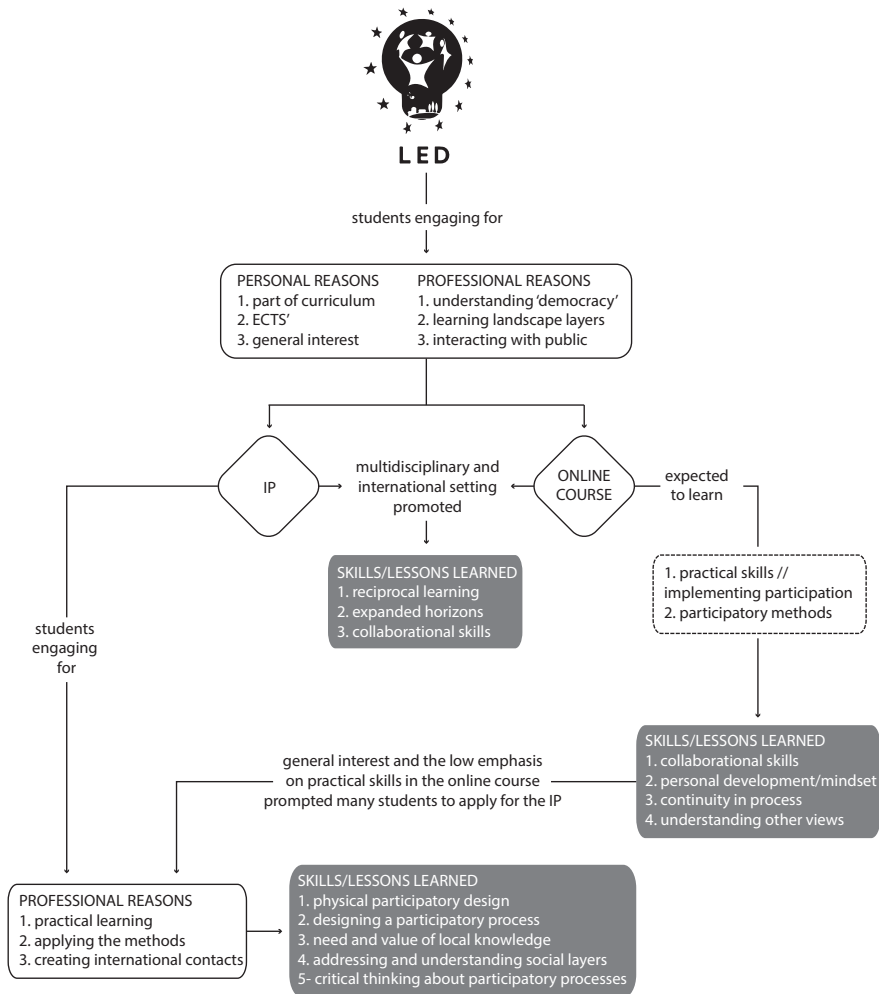 LED
students engaging for
PERSONAL REASONS
1. part of curriculum
2. ECTS’
3. general interest
PROFESSIONAL REASONS
1. understanding ‘democracy’
2. learning landscape layers
3. interacting with public
IP
multidisciplinary and
international setting
promoted
ONLINE
COURSE
expected
to learn
SKILLS/LESSONS LEARNED
1. reciprocal learning
2. expanded horizons
3. collaborational skills
1. practical skills //
implementing participation
2. participatory methods
students
engaging
for
SKILLS/LESSONS LEARNED
1. collaborational skills
2. personal development/mindset
3. continuity in process
4. understanding other views
general interest and the low emphasis
on practical skills in the online course
prompted many students to apply for the IP
PROFESSIONAL REASONS
1. practical learning
2. applying the methods
3. creating international contacts
SKILLS/LESSONS LEARNED
1. physical participatory design
2. designing a participatory process
3. need and value of local knowledge
4. addressing and understanding social layers
5- critical thinking about participatory processes